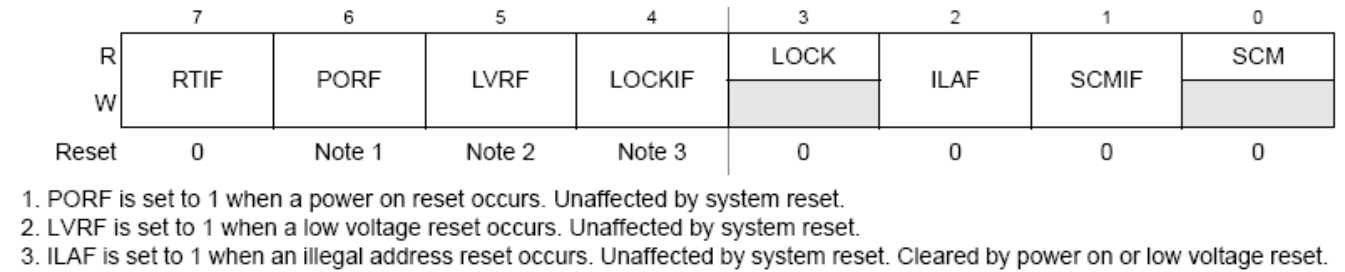 7 6 5 4 3 2 1 0
R RTIF PORF LVRF LOCKIF LOCK ILAF SCMIF SCM
W
Reset 0 Note 1 Note 2 Note 3 0 0 0 0
1. PORF is set to 1 when a power on reset occurs. Unaffected by system reset.
2. LVRF is set to 1 when a low voltage reset occurs. Unaffected by system reset.
3. ILAF is set to 1 when an illegal address reset occurs. Unaffected by system reset. Cleared by power on or low voltage reset.